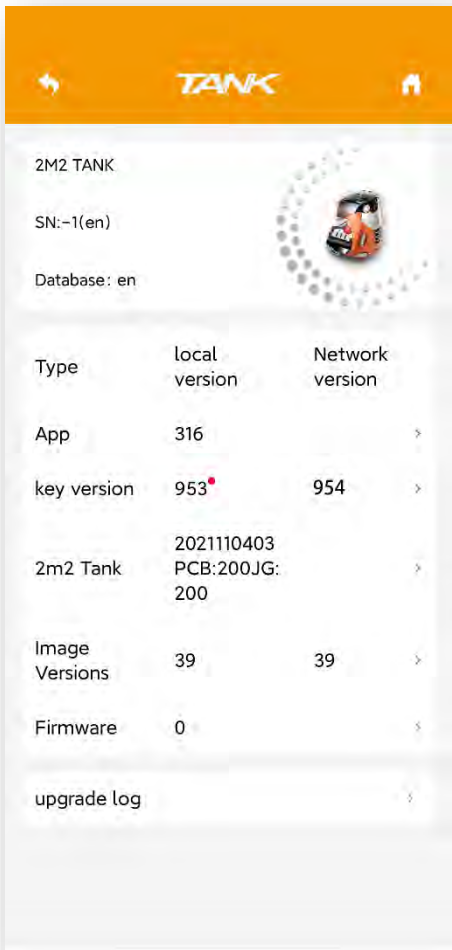 TANK
2M2 TANK
SN:-1(en)
Database: en
Type local version Network version
App 316
key version 953 954
2m2 Tank 2021110403 PCB:200JG: 200
Image Versions 39 39
Firmware 0
upgrade log